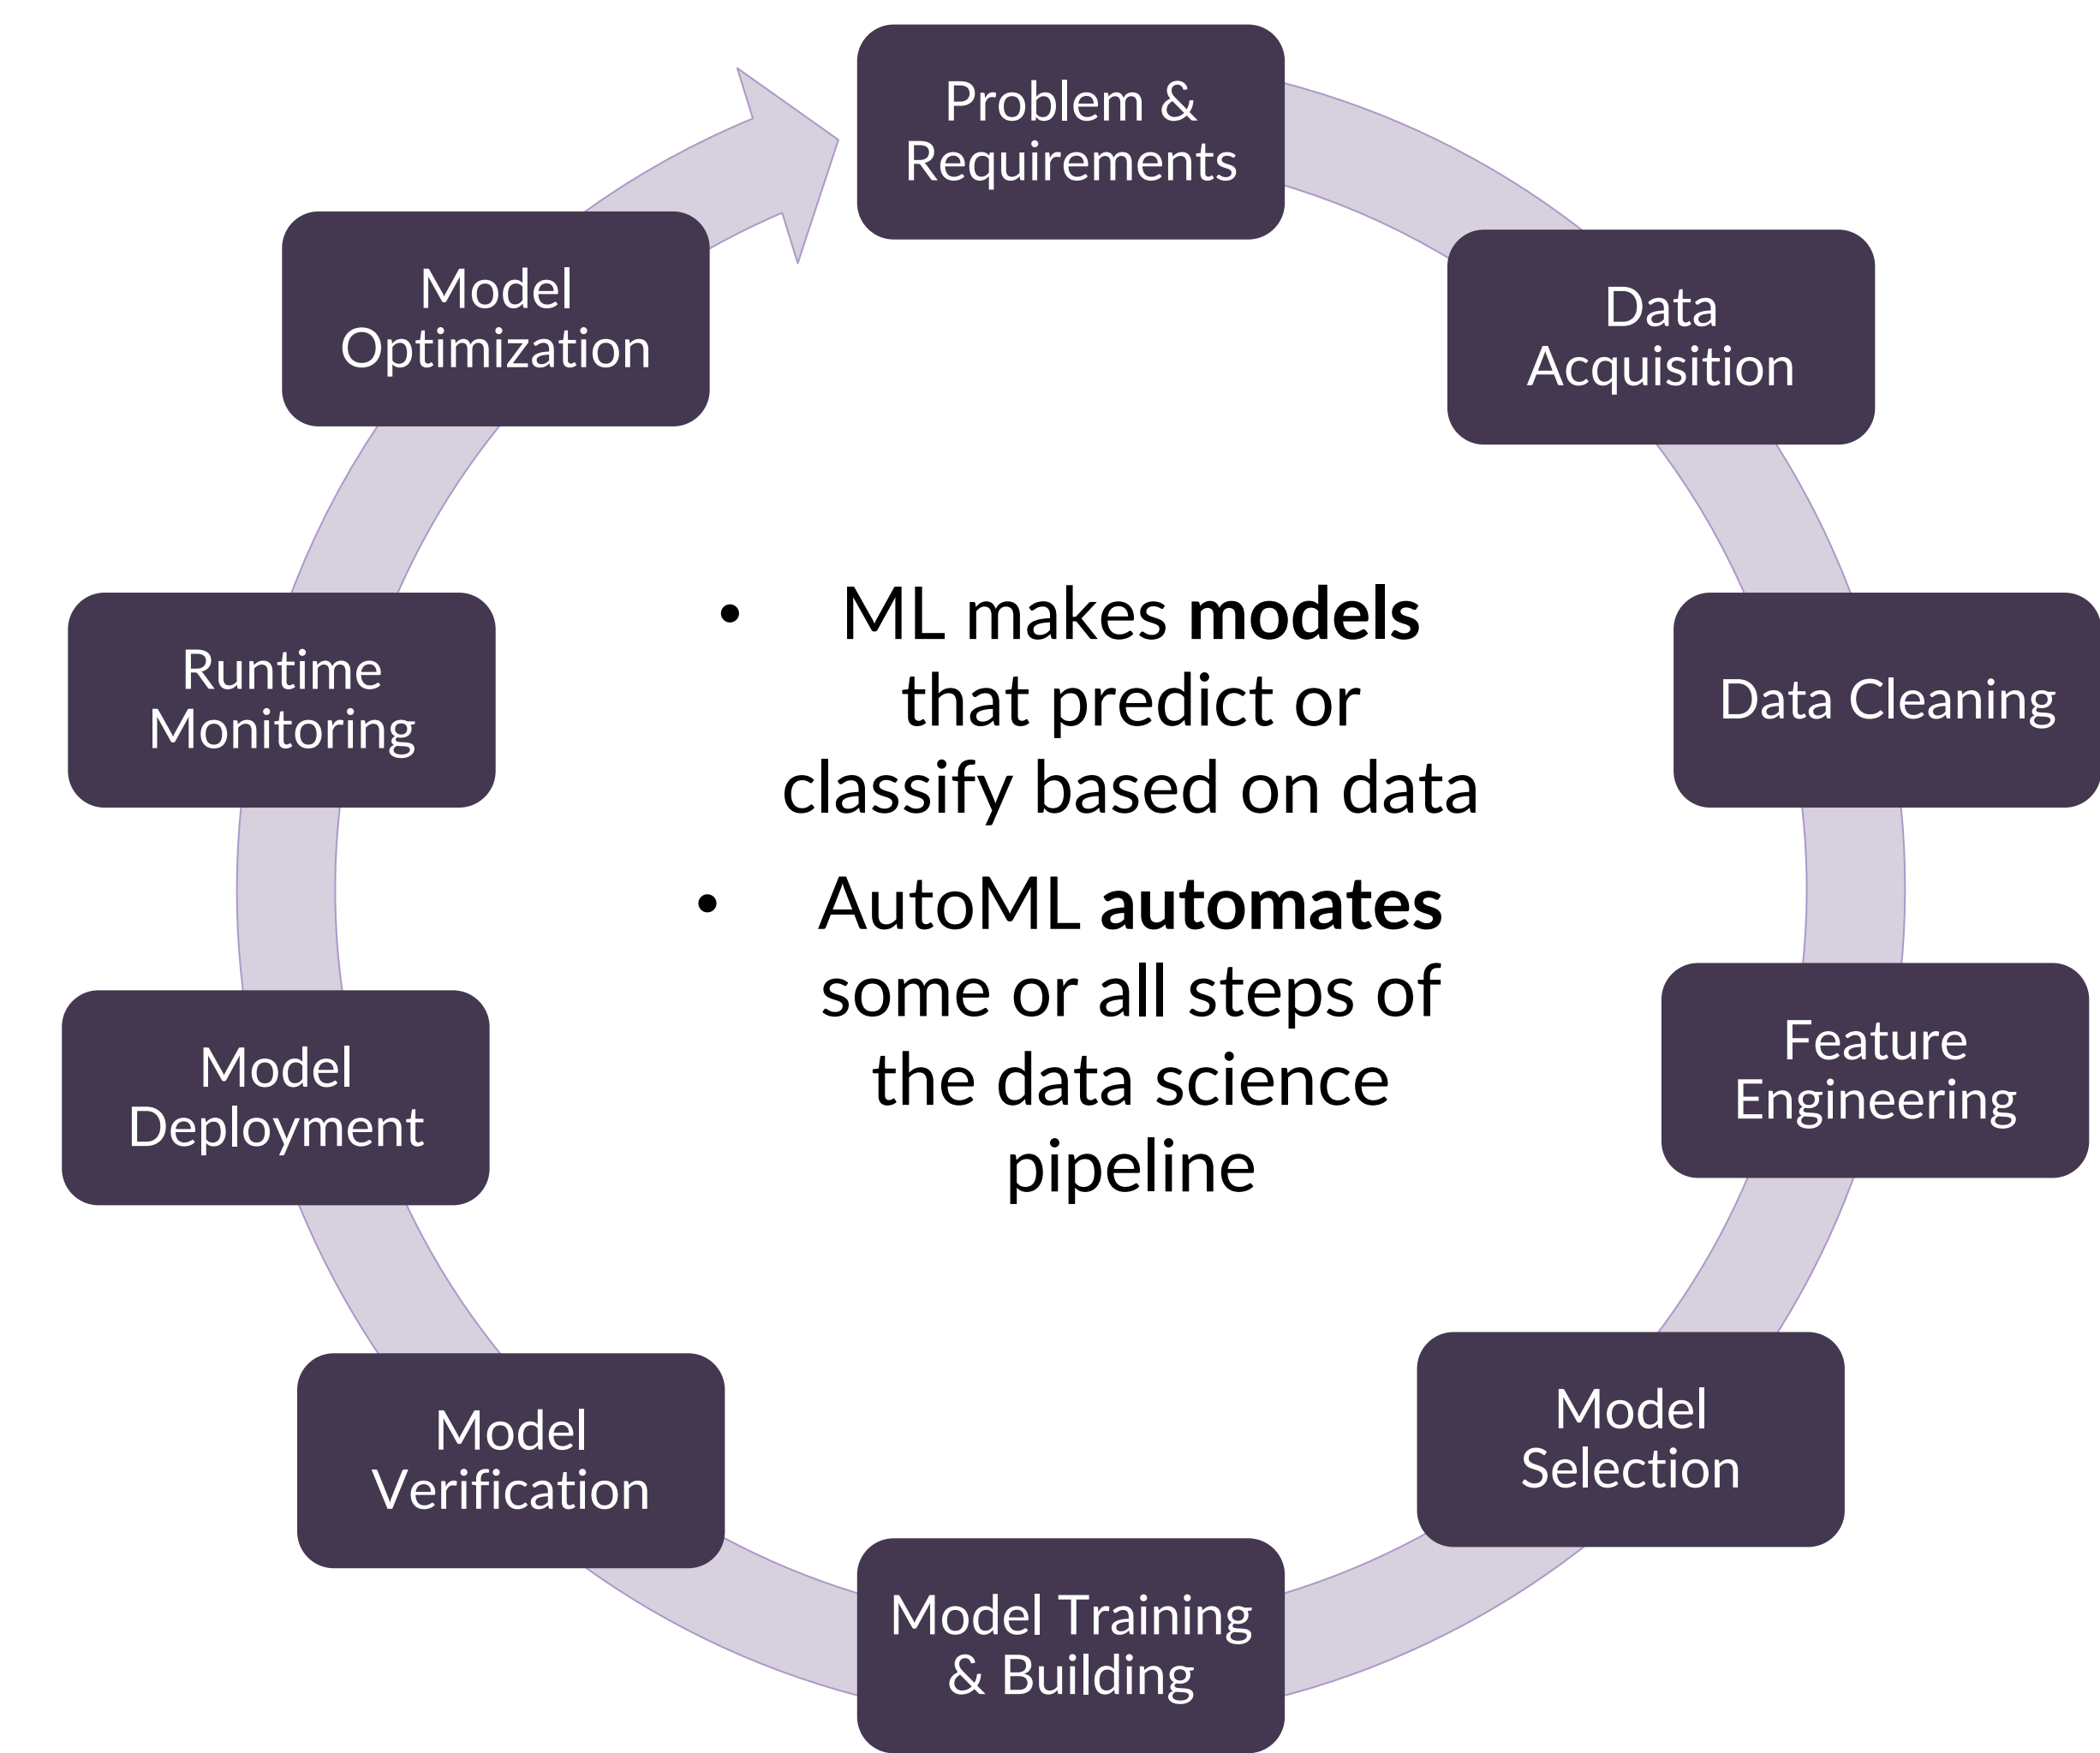 Problem &
Requirements
Data
Acquisition
Data Cleaning
Feature
Engineering
Model
Selection
Model Training
& Building
Model
Verification
Model
Deployment
Runtime
Monitoring
Model
Optimization
• ML makes models
that predict or
classify based on data
• AutoML automates
some or all steps of
the data science
pipeline